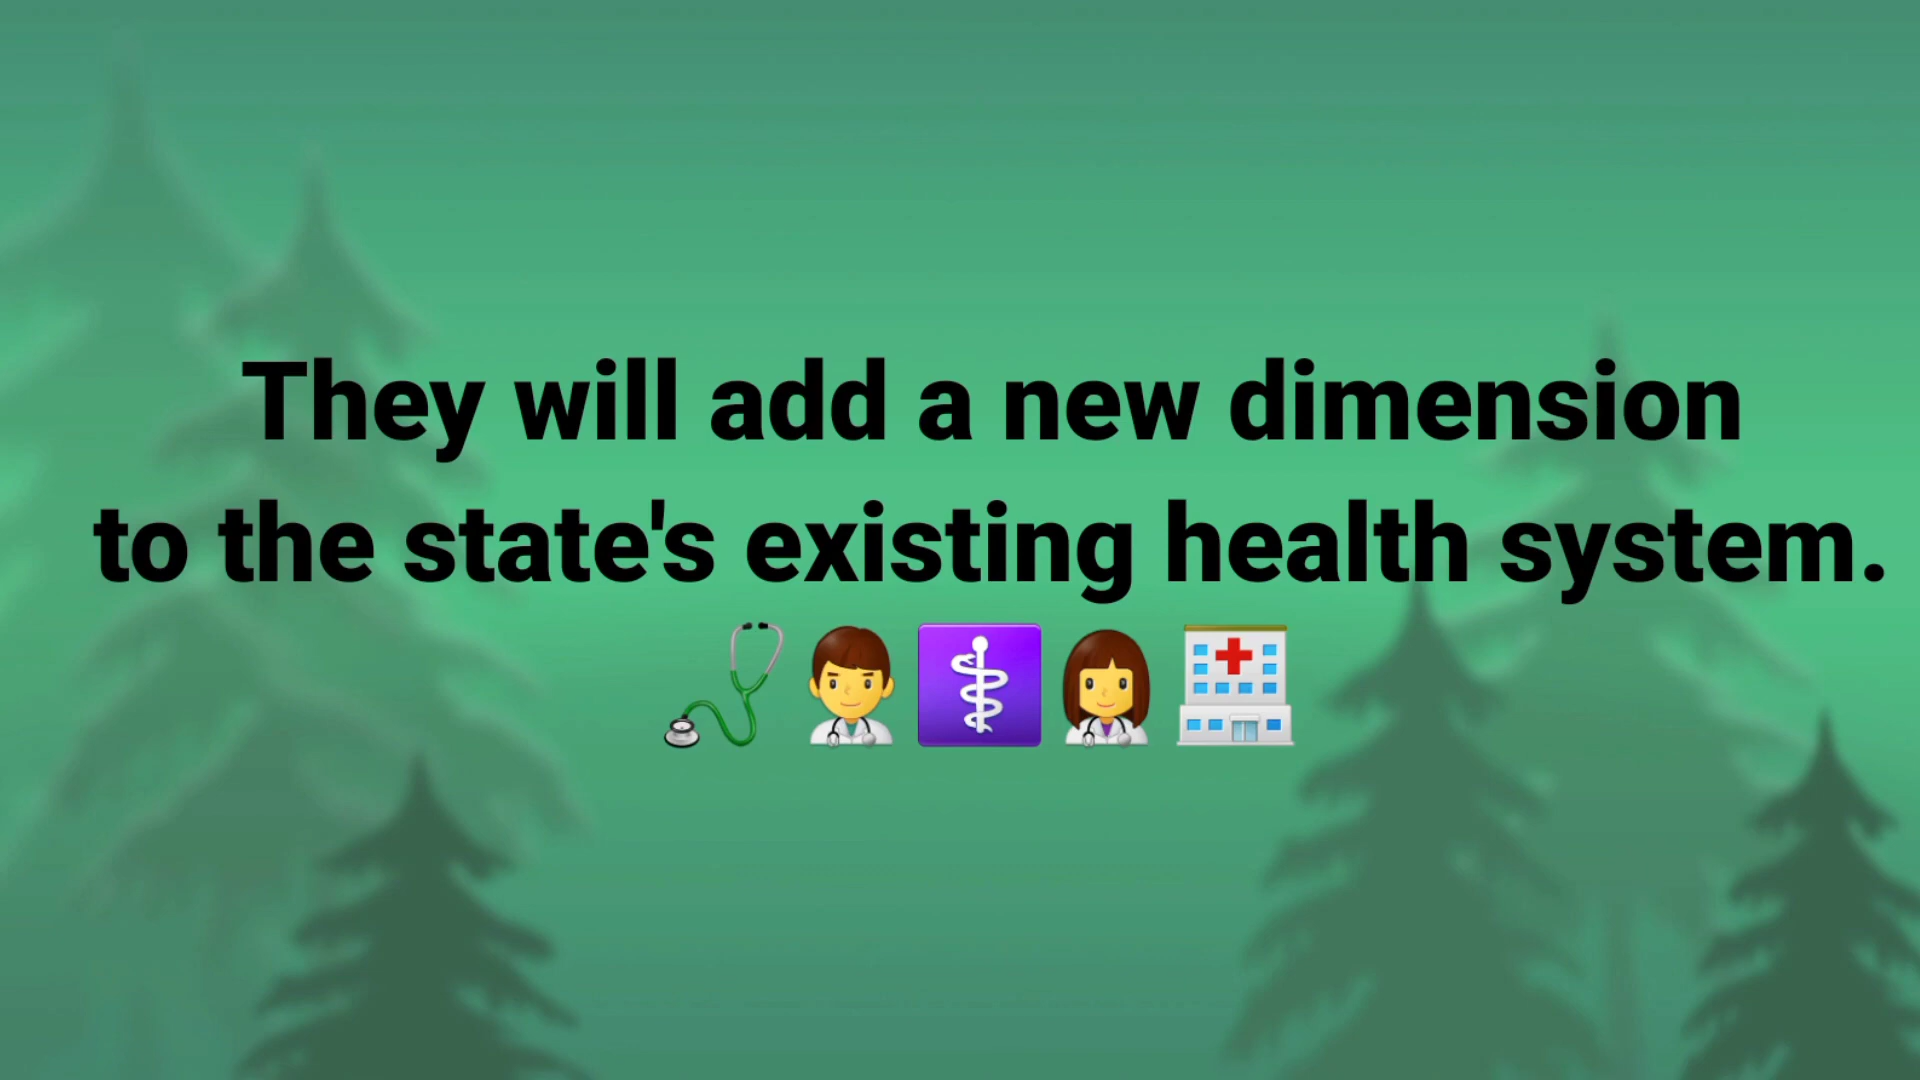 They will add a new dimension
to the state's existing health system.